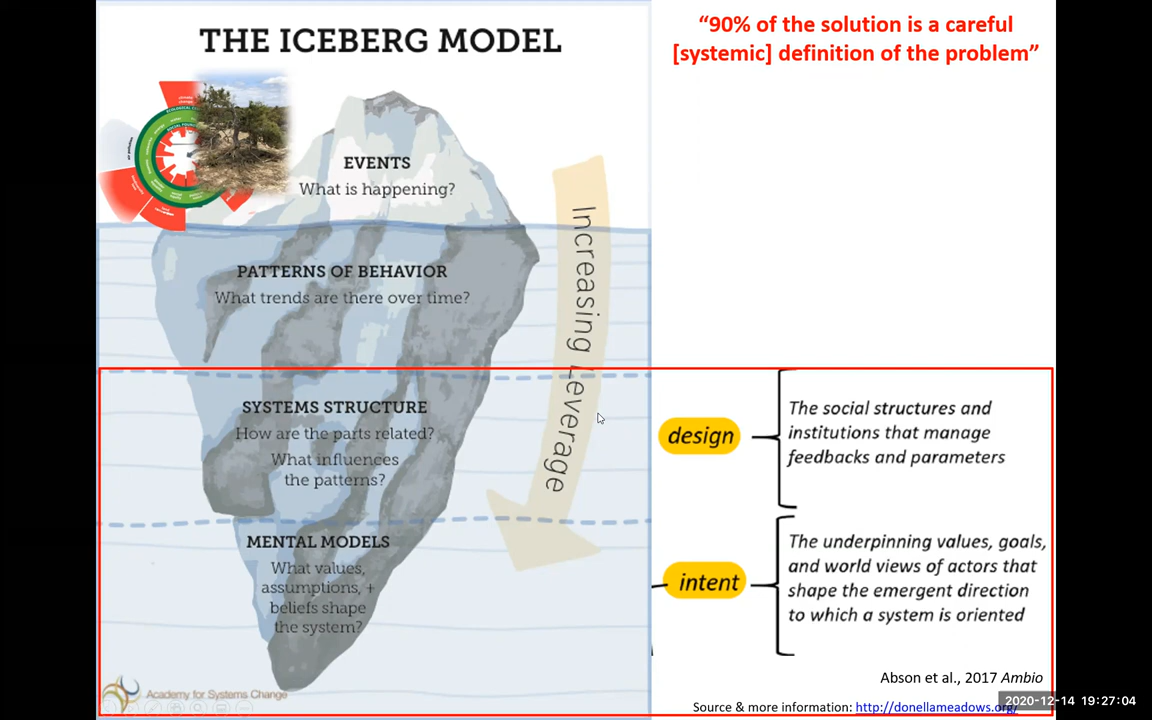 THE ICEBERG MODEL
“90% of the solution is a careful
[systemic] definition of the problem”
EVENTS
What is happening?
PATTERNS OF BEHAVIOR
What trends are there over time?
Increasing Leverage
SYSTEMS STRUCTURE
How are the parts related?
What influences
the patterns?
design
The social structures and
institutions that manage
feedbacks and parameters
MENTAL MODELS
What values,
assumptions, +
beliefs shape
the system?
intent
The underpinning values, goals,
and world views of actors that
shape the emergent direction
to which a system is oriented
Academy for Systems Change
Abson et al., 2017 Ambio
2020-12-14 19:27:04
Source & more information: http://donellameadows.org/